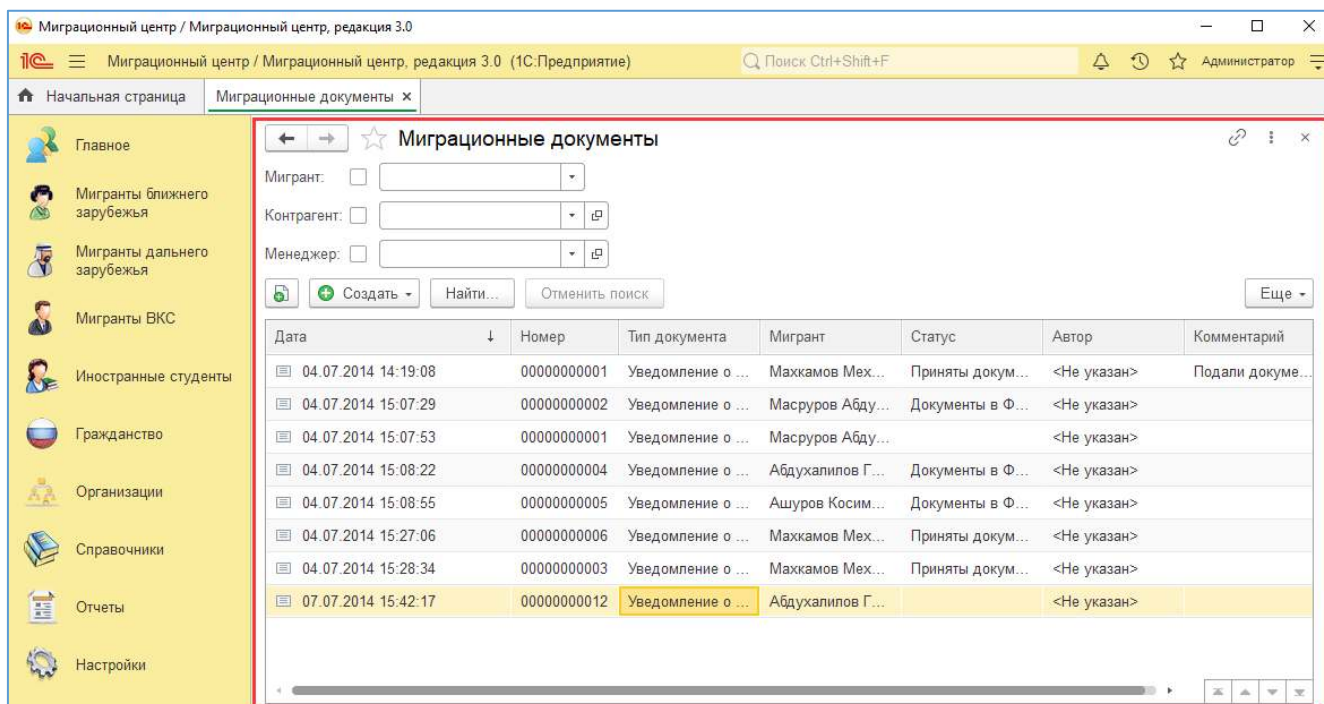 Миграционный центр / Миграционный центр, редакция 3.0
Миграционный центр / Миграционный центр, редакция 3.0 (1С:Предприятие)
Поиск Ctrl+Shift+F
Администратор
Начальная страница
Миграционные документы ×
Главное
Мигранты ближнего
зарубежья
Мигранты дальнего
зарубежья
Мигранты ВКС
Иностранные студенты
Гражданство
Организации
Справочники
Отчеты
Настройки
Миграционные документы
Мигрант:
Контрагент:
Менеджер:
Создать
Найти...
Отменить поиск
Еще
Дата ↓ Номер Тип документа Мигрант Статус Автор Комментарий
04.07.2014 14:19:08 00000000001 Уведомление о ... Махкамов Мех... Приняты докум... <Не указан> Подали докуме...
04.07.2014 15:07:29 00000000002 Уведомление о ... Масруров Абду... Документы в Ф... <Не указан>
04.07.2014 15:07:53 00000000001 Уведомление о ... Масруров Абду... <Не указан>
04.07.2014 15:08:22 00000000004 Уведомление о ... Абдухалилов Г... Документы в Ф... <Не указан>
04.07.2014 15:08:55 00000000005 Уведомление о ... Ашуров Косим... Документы в Ф... <Не указан>
04.07.2014 15:27:06 00000000006 Уведомление о ... Махкамов Мех... Приняты докум... <Не указан>
04.07.2014 15:28:34 00000000003 Уведомление о ... Махкамов Мех... Приняты докум... <Не указан>
07.07.2014 15:42:17 00000000012 Уведомление о ... Абдухалилов Г... <Не указан>